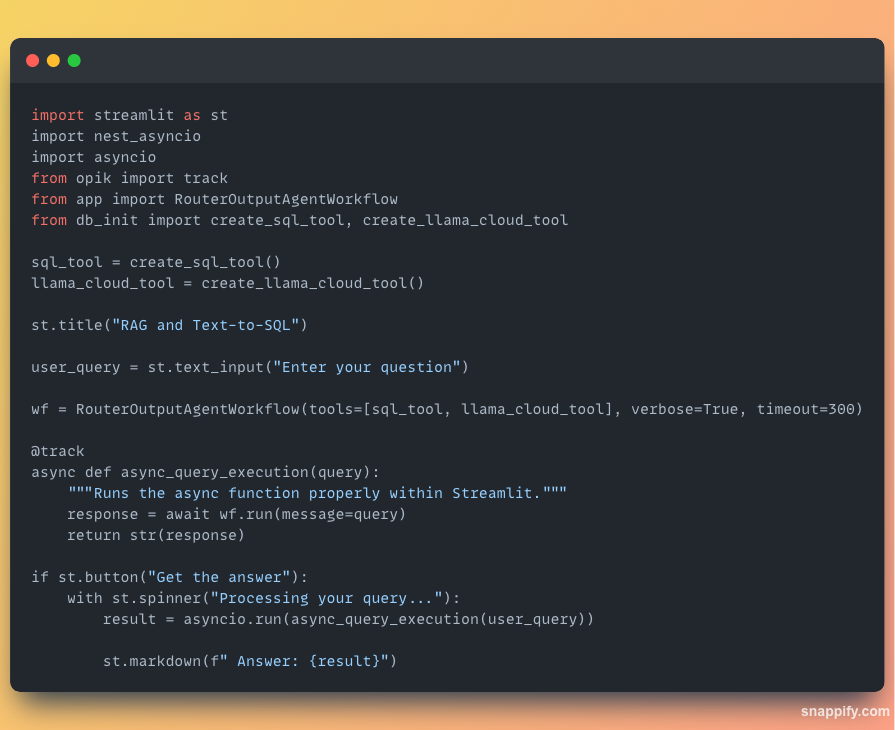 import streamlit as st
import nest_asyncio
import asyncio
from opik import track
from app import RouterOutputAgentWorkflow
from db_init import create_sql_tool, create_llama_cloud_tool

sql_tool = create_sql_tool()
llama_cloud_tool = create_llama_cloud_tool()

st.title("RAG and Text-to-SQL")

user_query = st.text_input("Enter your question")

wf = RouterOutputAgentWorkflow(tools=[sql_tool, llama_cloud_tool], verbose=True, timeout=300)

@track
async def async_query_execution(query):
    """Runs the async function properly within Streamlit."""
    response = await wf.run(message=query)
    return str(response)

if st.button("Get the answer"):
    with st.spinner("Processing your query..."):
        result = asyncio.run(async_query_execution(user_query))

        st.markdown(f" Answer: {result}")
snappify.com